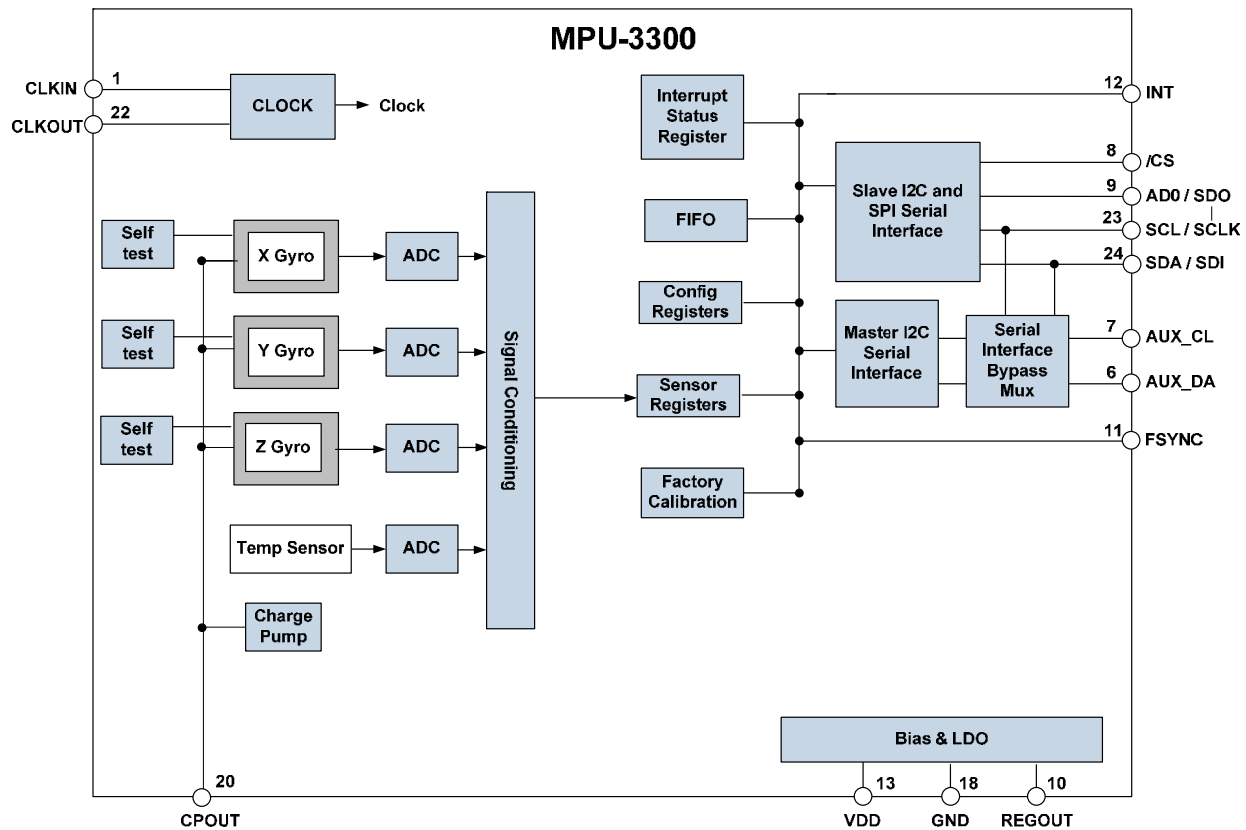 MPU-3300
CLKIN
1
22
CLKOUT
CLOCK
Clock
Interrupt
Status
Register
12
INT
8
/CS
9
AD0 / SDO
23
SCL / SCLK
24
SDA / SDI
Slave I2C and
SPI Serial
Interface
FIFO
Self
test
X Gyro
ADC
Config
Registers
Self
test
Y Gyro
ADC
Signal Conditioning
Master I2C
Serial
Interface
Serial
Interface
Bypass
Mux
7
AUX_CL
6
AUX_DA
Sensor
Registers
11
FSYNC
Self
test
Z Gyro
ADC
Factory
Calibration
Temp Sensor
ADC
Charge
Pump
Bias & LDO
20
CPOUT
13
VDD
18
GND
10
REGOUT